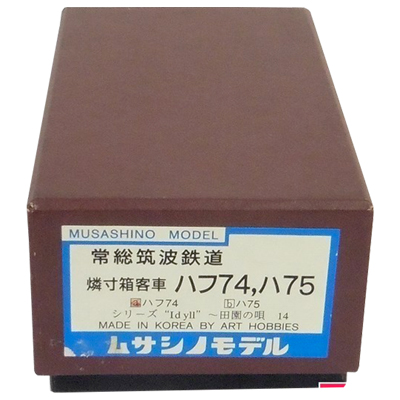 MUSASHINO MODEL
常総筑波鉄道
燐寸箱客車 ハフ74,ハ75
aハフ74 bハ75
シリーズ"Idyll"~田園の唄 14
MADE IN KOREA BY ART HOBBIES
ムサシノモデル